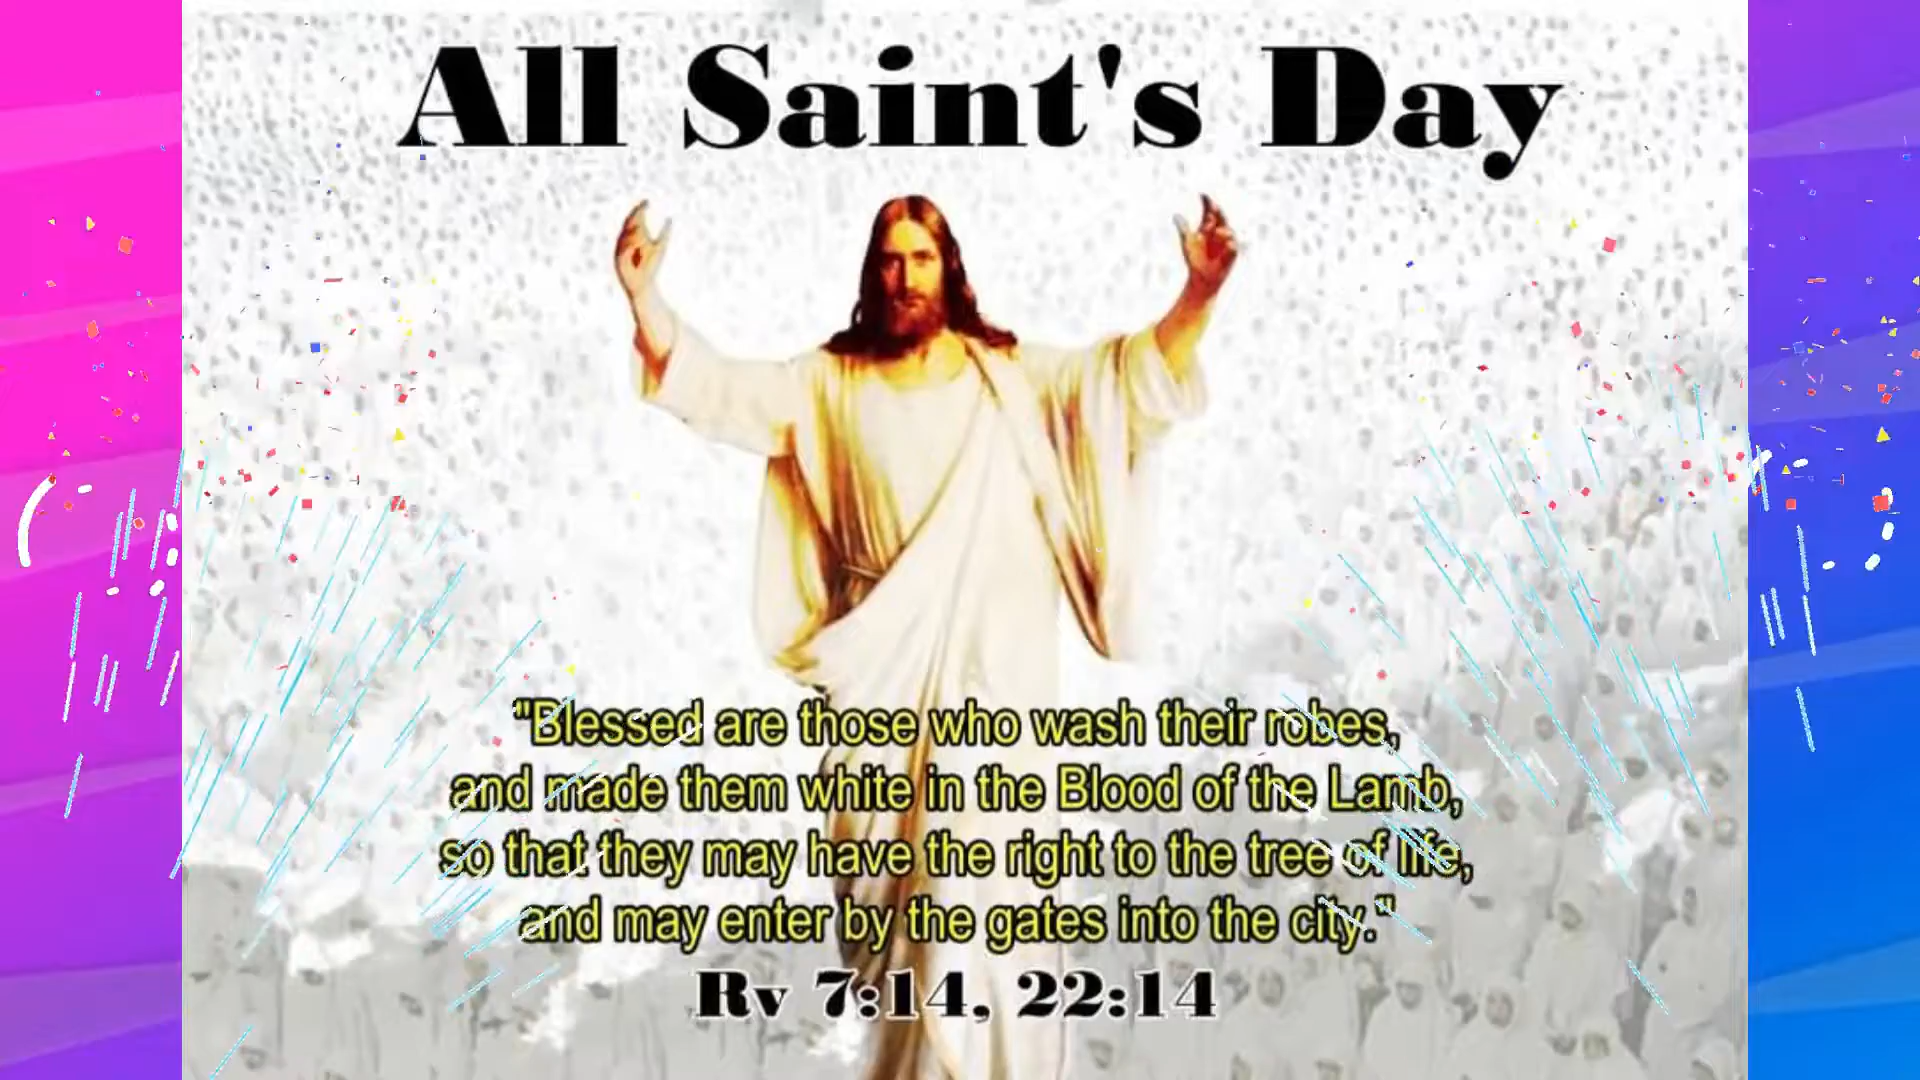 All Saint's Day
"Blessed are those who wash their robes,
and made them white in the Blood of the Lamb,
so that they may have the right to the tree of life,
and may enter by the gates into the city."
Rv 7:14, 22:14